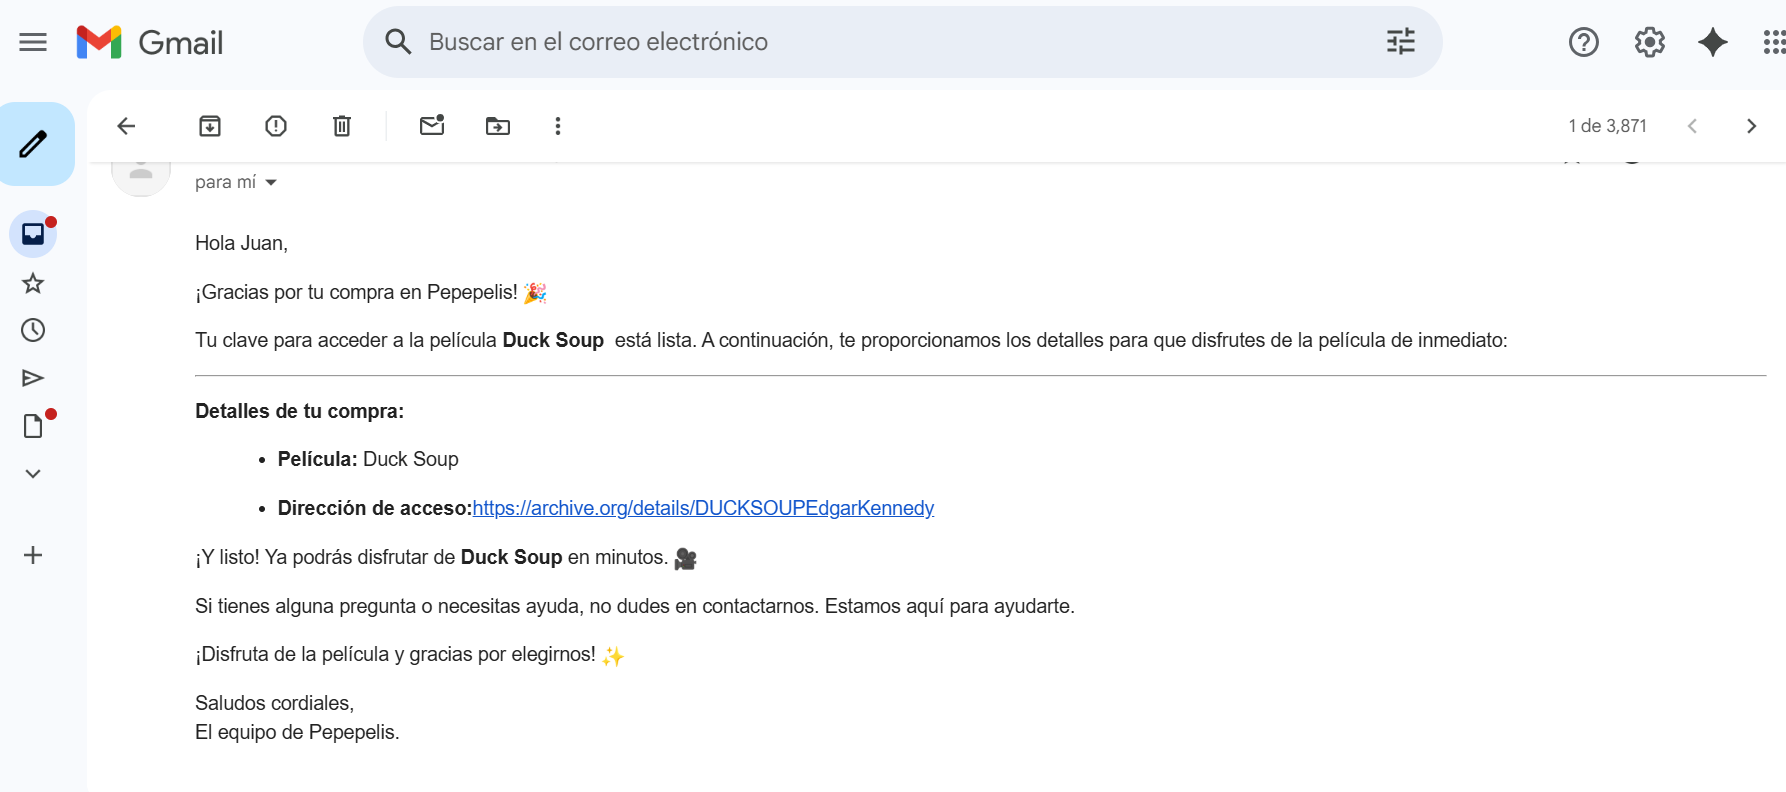 Gmail
Buscar en el correo electrónico
1 de 3,871
para mí
Hola Juan,
¡Gracias por tu compra en Pepepelis! 🎉
Tu clave para acceder a la película Duck Soup está lista. A continuación, te proporcionamos los detalles para que disfrutes de la película de inmediato:
Detalles de tu compra:
• Película: Duck Soup
• Dirección de acceso:https://archive.org/details/DUCKSOUPEdgarKennedy
¡Y listo! Ya podrás disfrutar de Duck Soup en minutos. 🎥
Si tienes alguna pregunta o necesitas ayuda, no dudes en contactarnos. Estamos aquí para ayudarte.
¡Disfruta de la película y gracias por elegirnos! ✨
Saludos cordiales,
El equipo de Pepepelis.